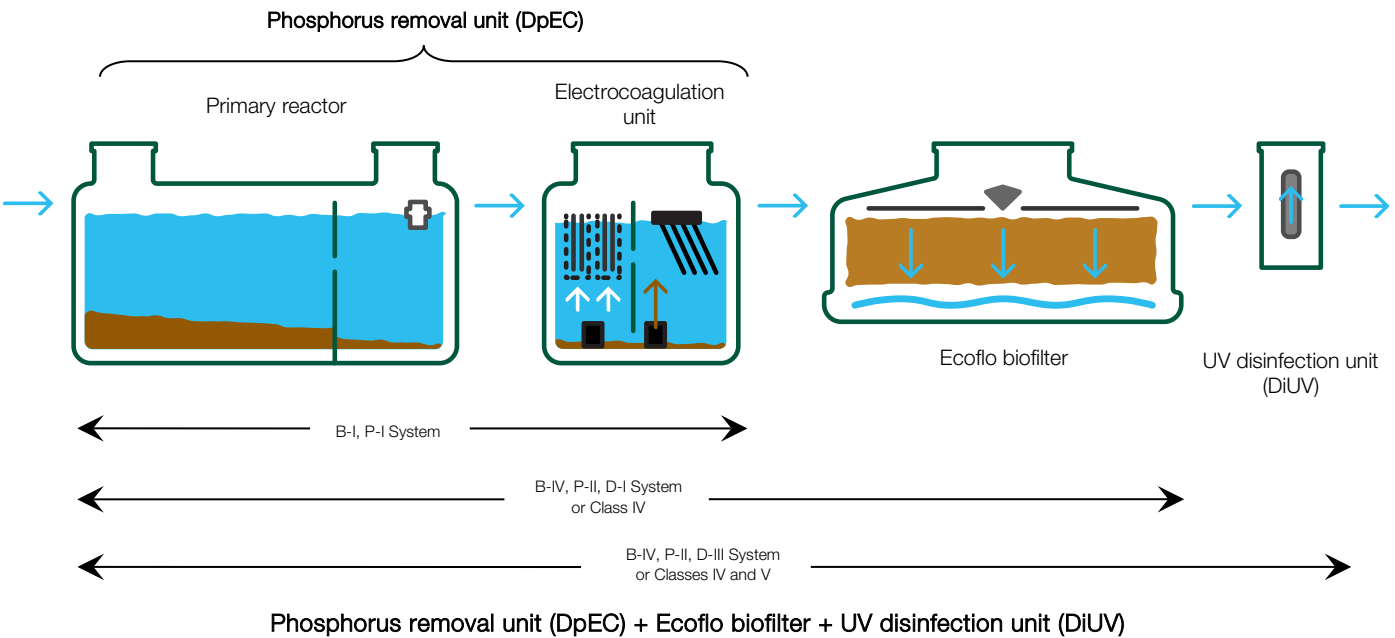 Phosphorus removal unit (DpEC)
Primary reactor
Electrocoagulation
unit
Ecoflo biofilter
UV disinfection unit
(DiUV)
B-I, P-I System
B-IV, P-II, D-I System
or Class IV
B-IV, P-II, D-III System
or Classes IV and V
Phosphorus removal unit (DpEC) + Ecoflo biofilter + UV disinfection unit (DiUV)